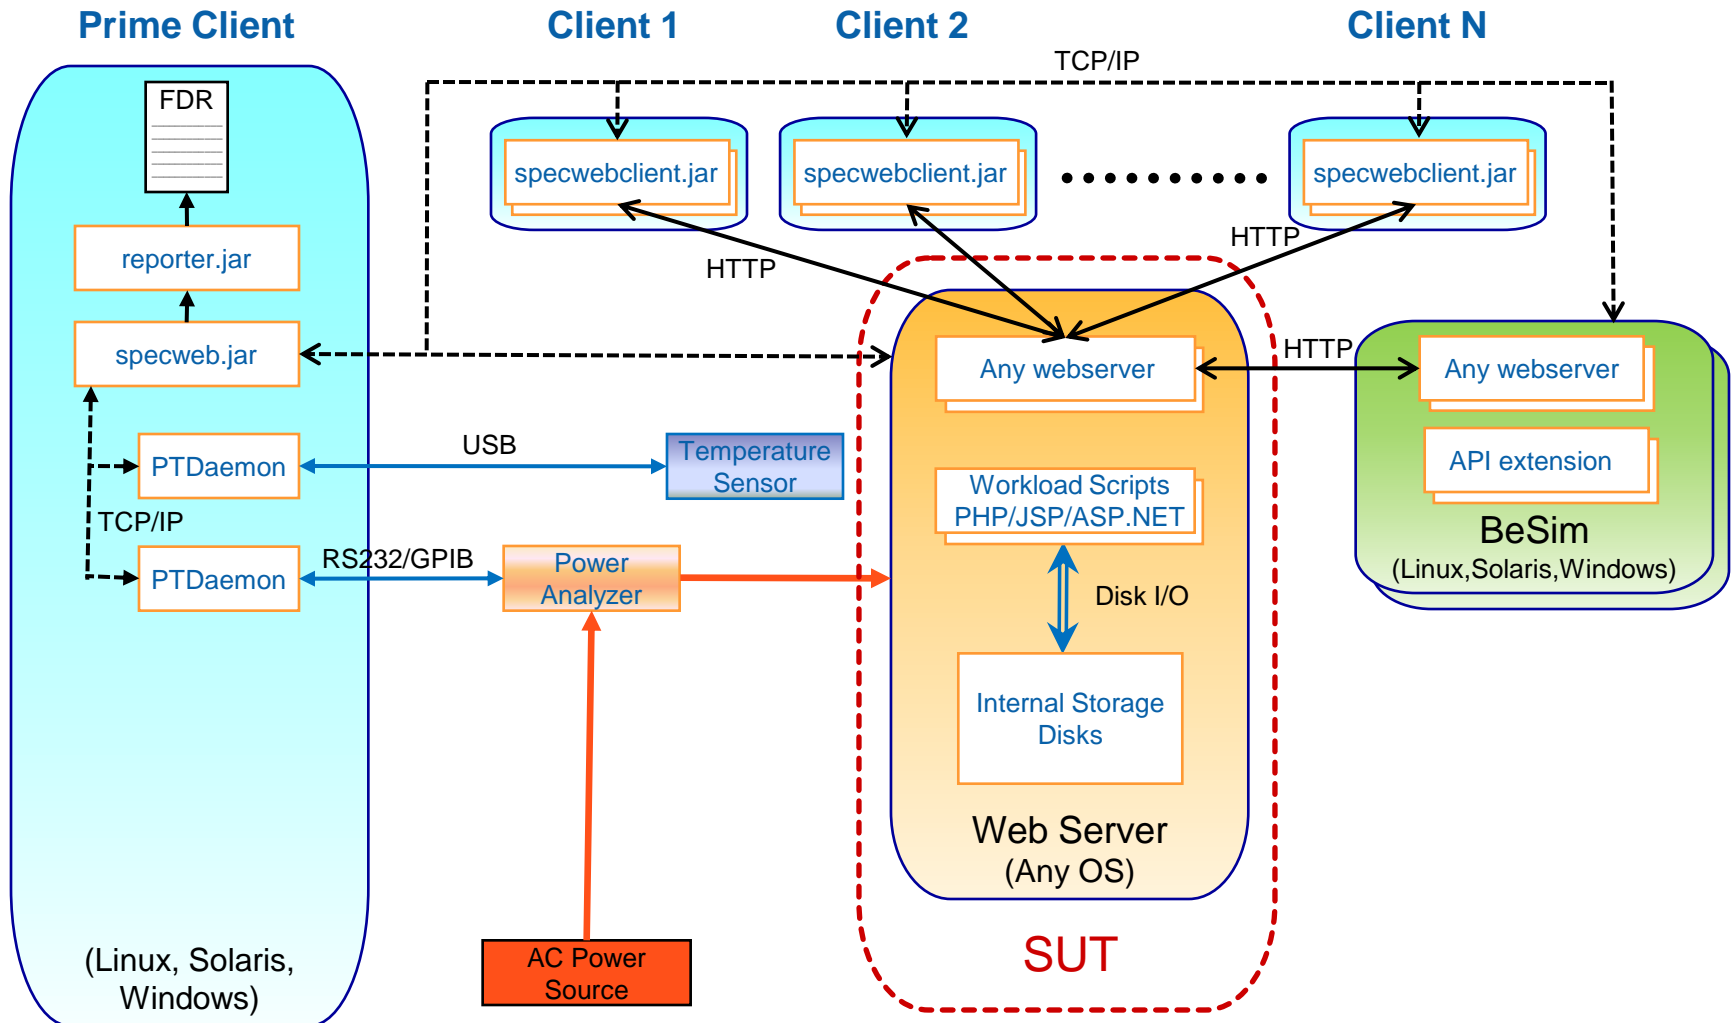 Prime Client
Client 1
Client 2
Client N
TCP/IP
FDR
specwebclient.jar
specwebclient.jar
specwebclient.jar
reporter.jar
HTTP
HTTP
specweb.jar
Any webserver
HTTP
Any webserver
PTDaemon
USB
Temperature
Sensor
Workload Scripts
PHP/JSP/ASP.NET
API extension
TCP/IP
BeSim
(Linux,Solaris,Windows)
PTDaemon
RS232/GPIB
Power
Analyzer
Disk I/O
Internal Storage
Disks
Web Server
(Any OS)
SUT
AC Power
Source
(Linux, Solaris,
Windows)